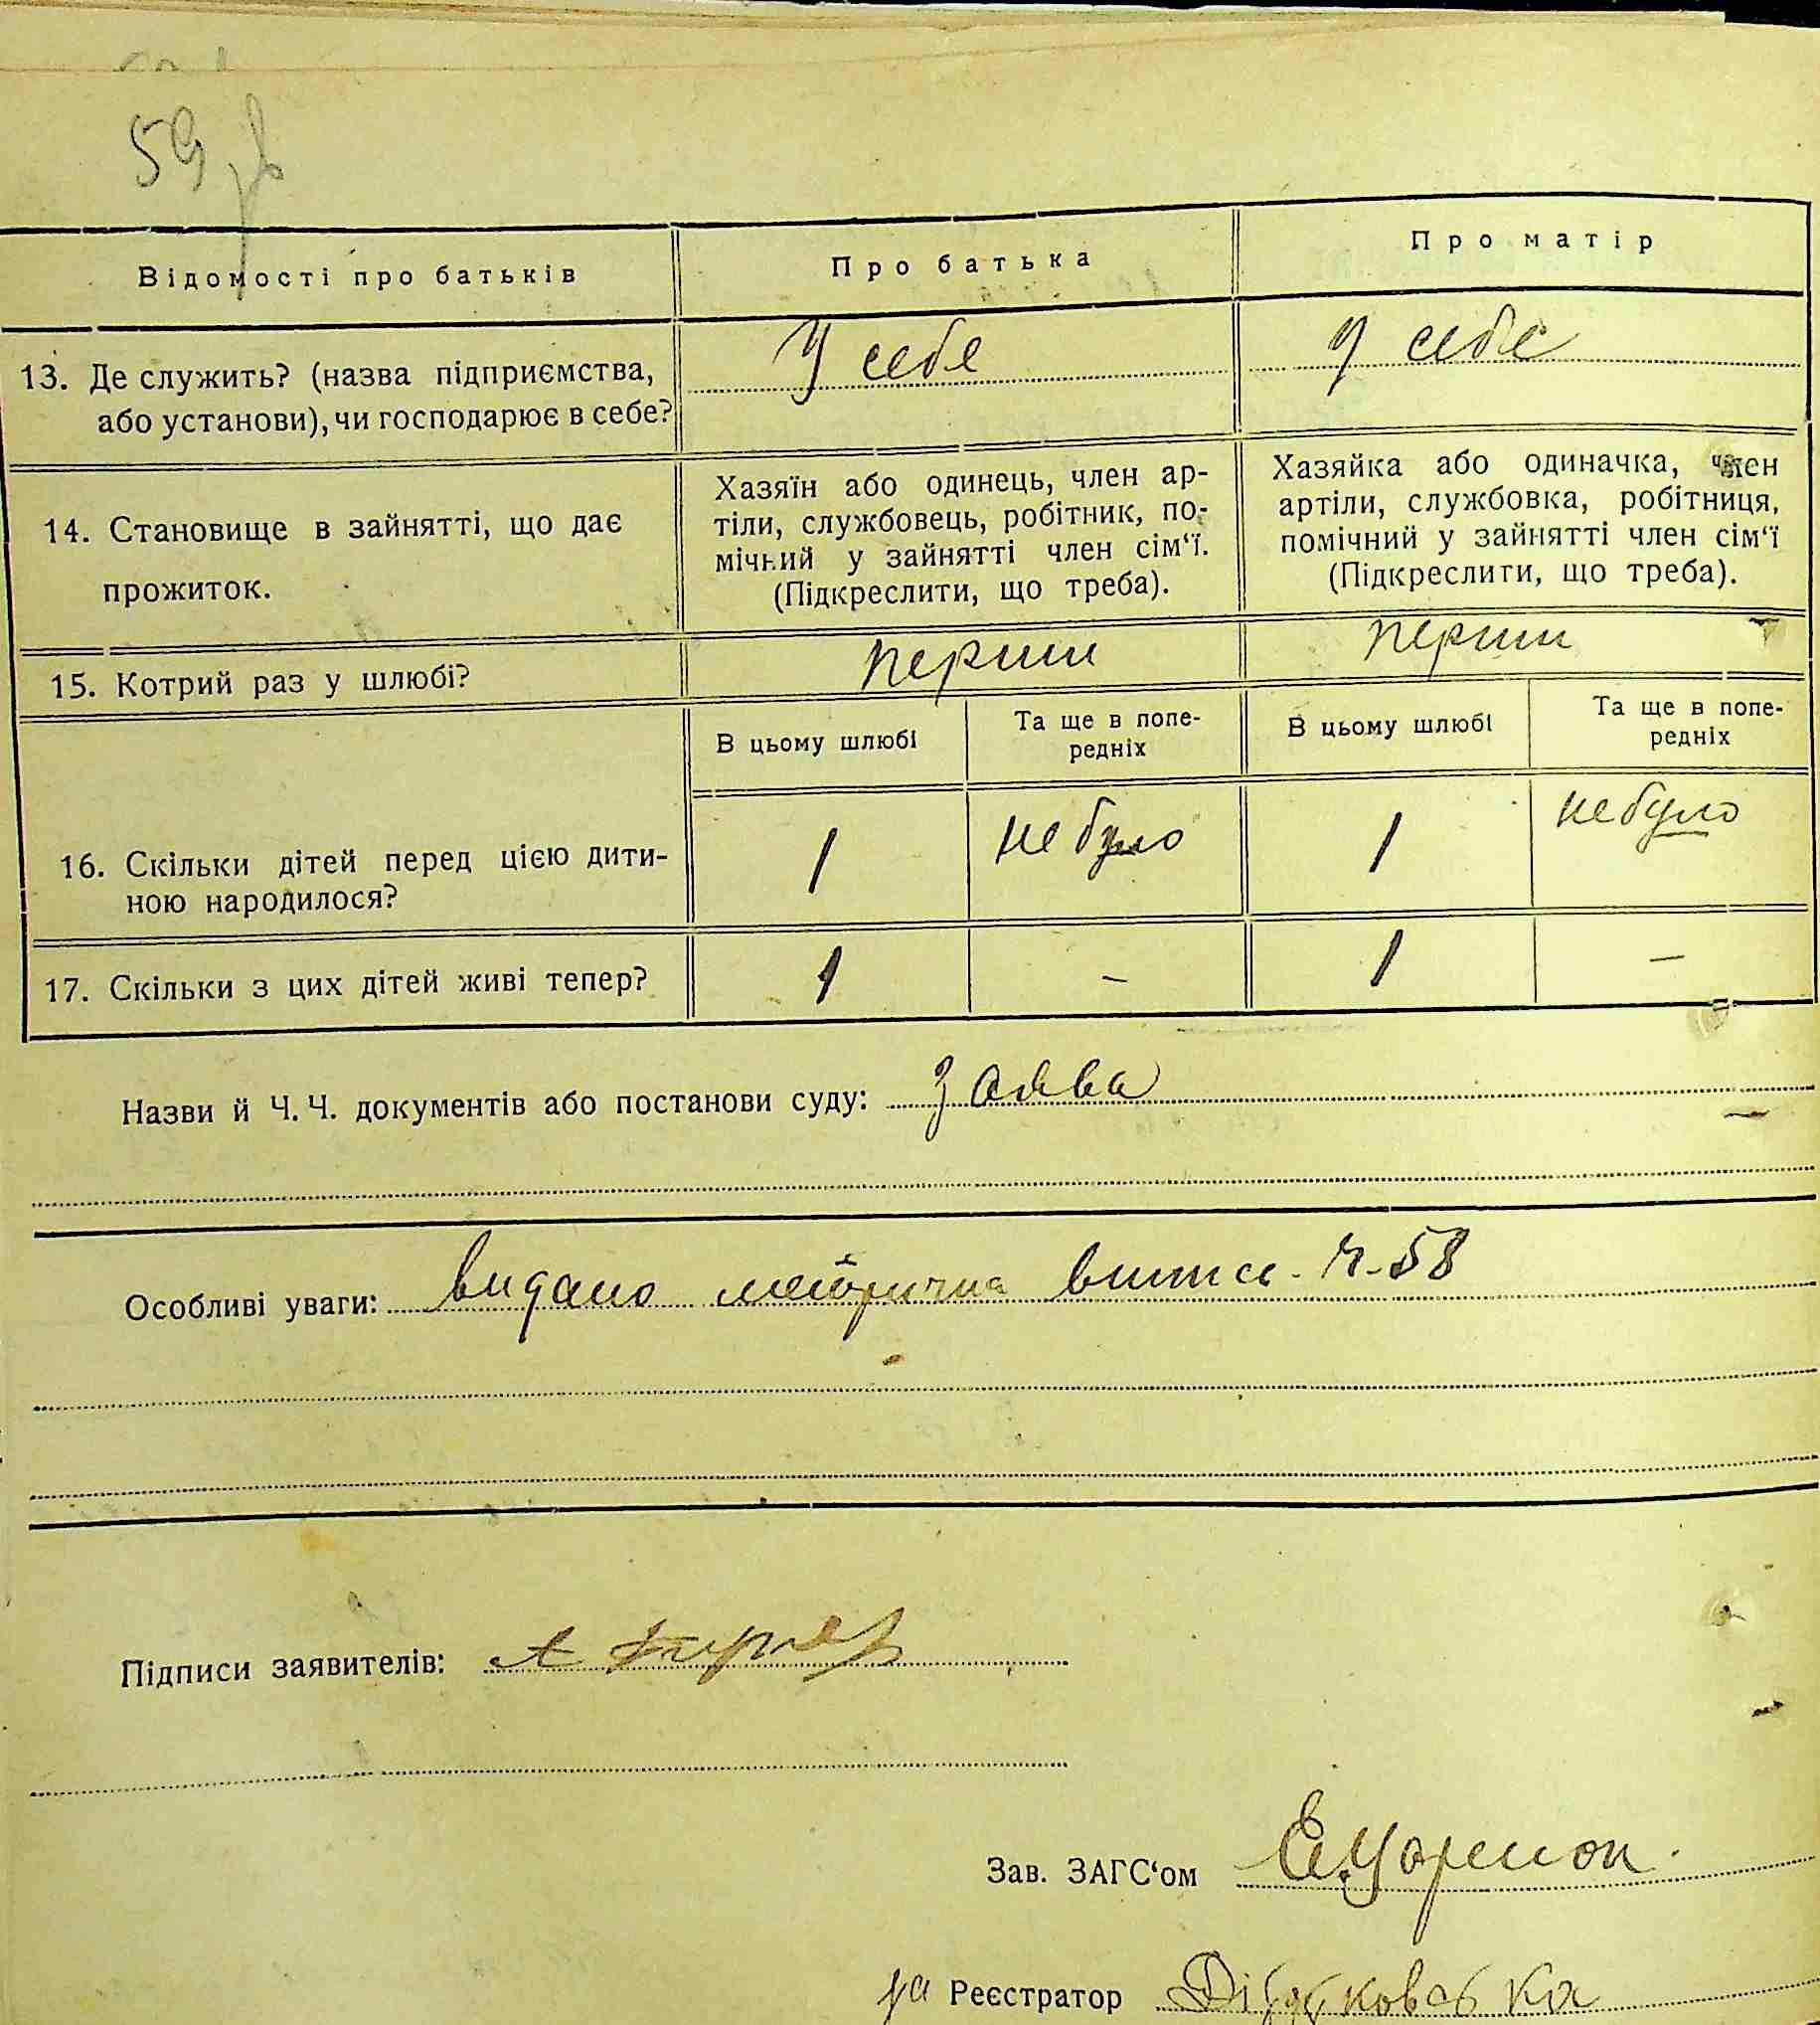 59
Відомості про батьків
Про батька
Про матір
13. Де служить? (назва підприємства,
або установи), чи господарює в себе?
У себе
у себе
14. Становище в зайнятті, що дає
прожиток.
Хазяїн або одинець, член ар-
тіли, службовець, робітник, по-
мічний у зайнятті член сім‘ї.
(Підкреслити, що треба).
Хазяйка або одиначка, член
артіли, службовка, робітниця,
помічний у зайнятті член сім‘ї
(Підкреслити, що треба).
15. Котрий раз у шлюбі?
перши
перши
В цьому шлюбі
Та ще в попе-
редніх
В цьому шлюбі
Та ще в попе-
редніх
16. Скільки дітей перед цією дити-
ною народилося?
1
не було
1
не було
17. Скільки з цих дітей живі тепер?
1
–
1
–
Назви й Ч. Ч. документів або постанови суду: заява
Особливі уваги: видано метрична ч-58
Підписи заявителів:
Зав. ЗАГС‘ом
за Реєстратор